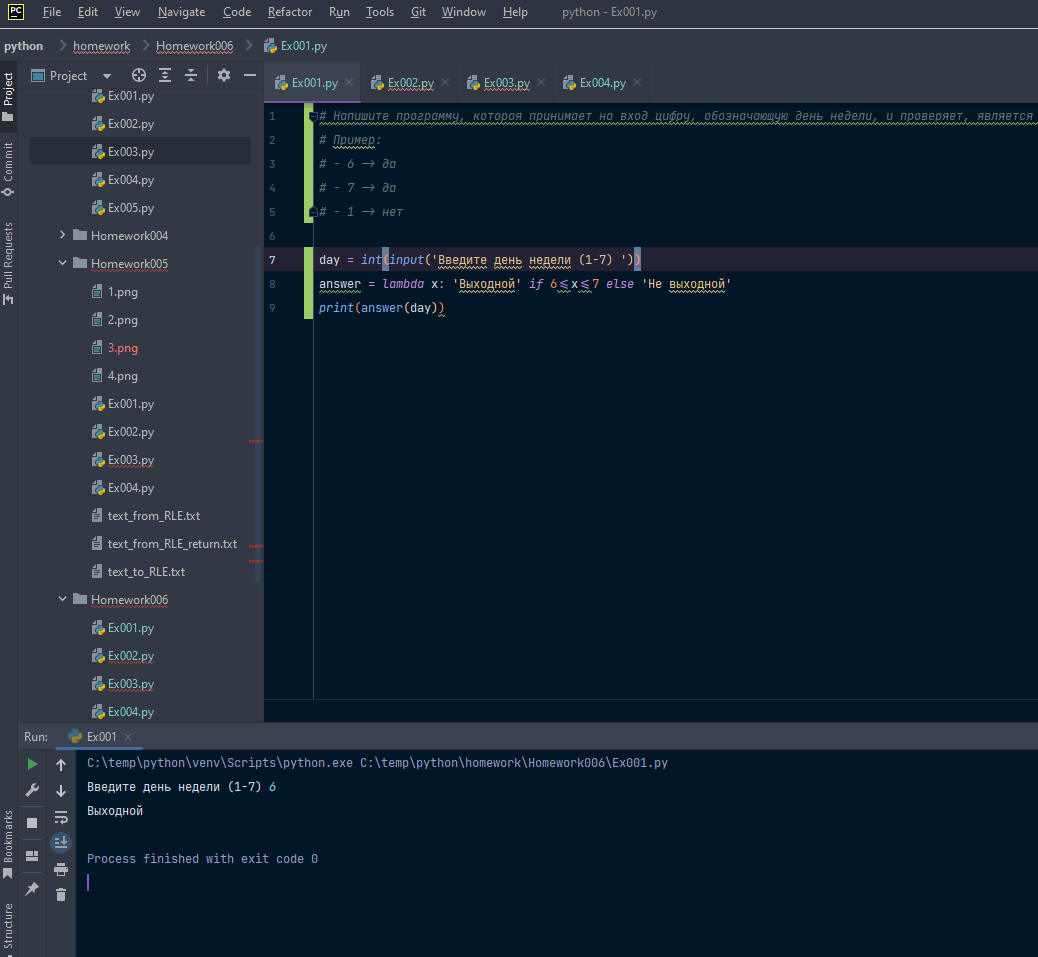 PC File Edit View Navigate Code Refactor Run Tools Git Window Help python - Ex001.py
python homework Homework006 Ex001.py
Project
Commit
Pull Requests
Bookmarks
Structure
Project
Ex001.py
Ex002.py
Ex003.py
Ex004.py
Ex005.py
Homework004
Homework005
1.png
2.png
3.png
4.png
Ex001.py
Ex002.py
Ex003.py
Ex004.py
text_from_RLE.txt
text_from_RLE_return.txt
text_to_RLE.txt
Homework006
Ex001.py
Ex002.py
Ex003.py
Ex004.py
Ex001.py Ex002.py Ex003.py Ex004.py
1 # Напишите программу, которая принимает на вход цифру, обозначающую день недели, и проверяет, является
2 # Пример:
3 # - 6 -> да
4 # - 7 -> да
5 # - 1 -> нет
6
7 day = int(input('Введите день недели (1-7) '))
8 answer = lambda x: 'Выходной' if 6<=x<=7 else 'Не выходной'
9 print(answer(day))
Run: Ex001
C:\temp\python\venv\Scripts\python.exe C:\temp\python\homework\Homework006\Ex001.py
Введите день недели (1-7) 6
Выходной
Process finished with exit code 0